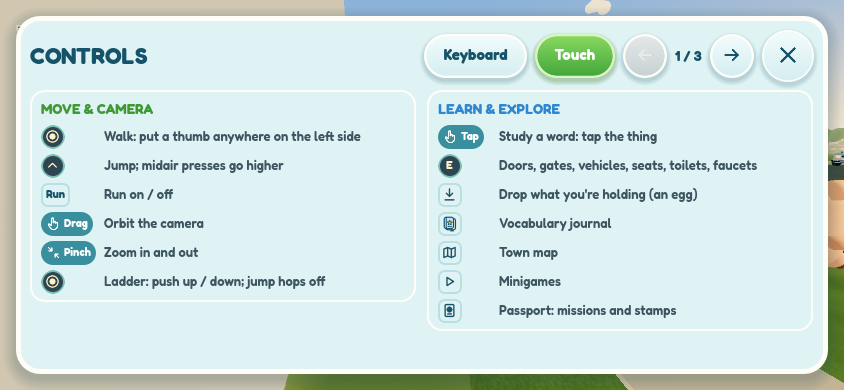 CONTROLS
Keyboard
Touch
1 / 3
MOVE & CAMERA
Walk: put a thumb anywhere on the left side
Jump; midair presses go higher
Run Run on / off
Drag Orbit the camera
Pinch Zoom in and out
Ladder: push up / down; jump hops off
LEARN & EXPLORE
Tap Study a word: tap the thing
E Doors, gates, vehicles, seats, toilets, faucets
Drop what you're holding (an egg)
Vocabulary journal
Town map
Minigames
Passport: missions and stamps